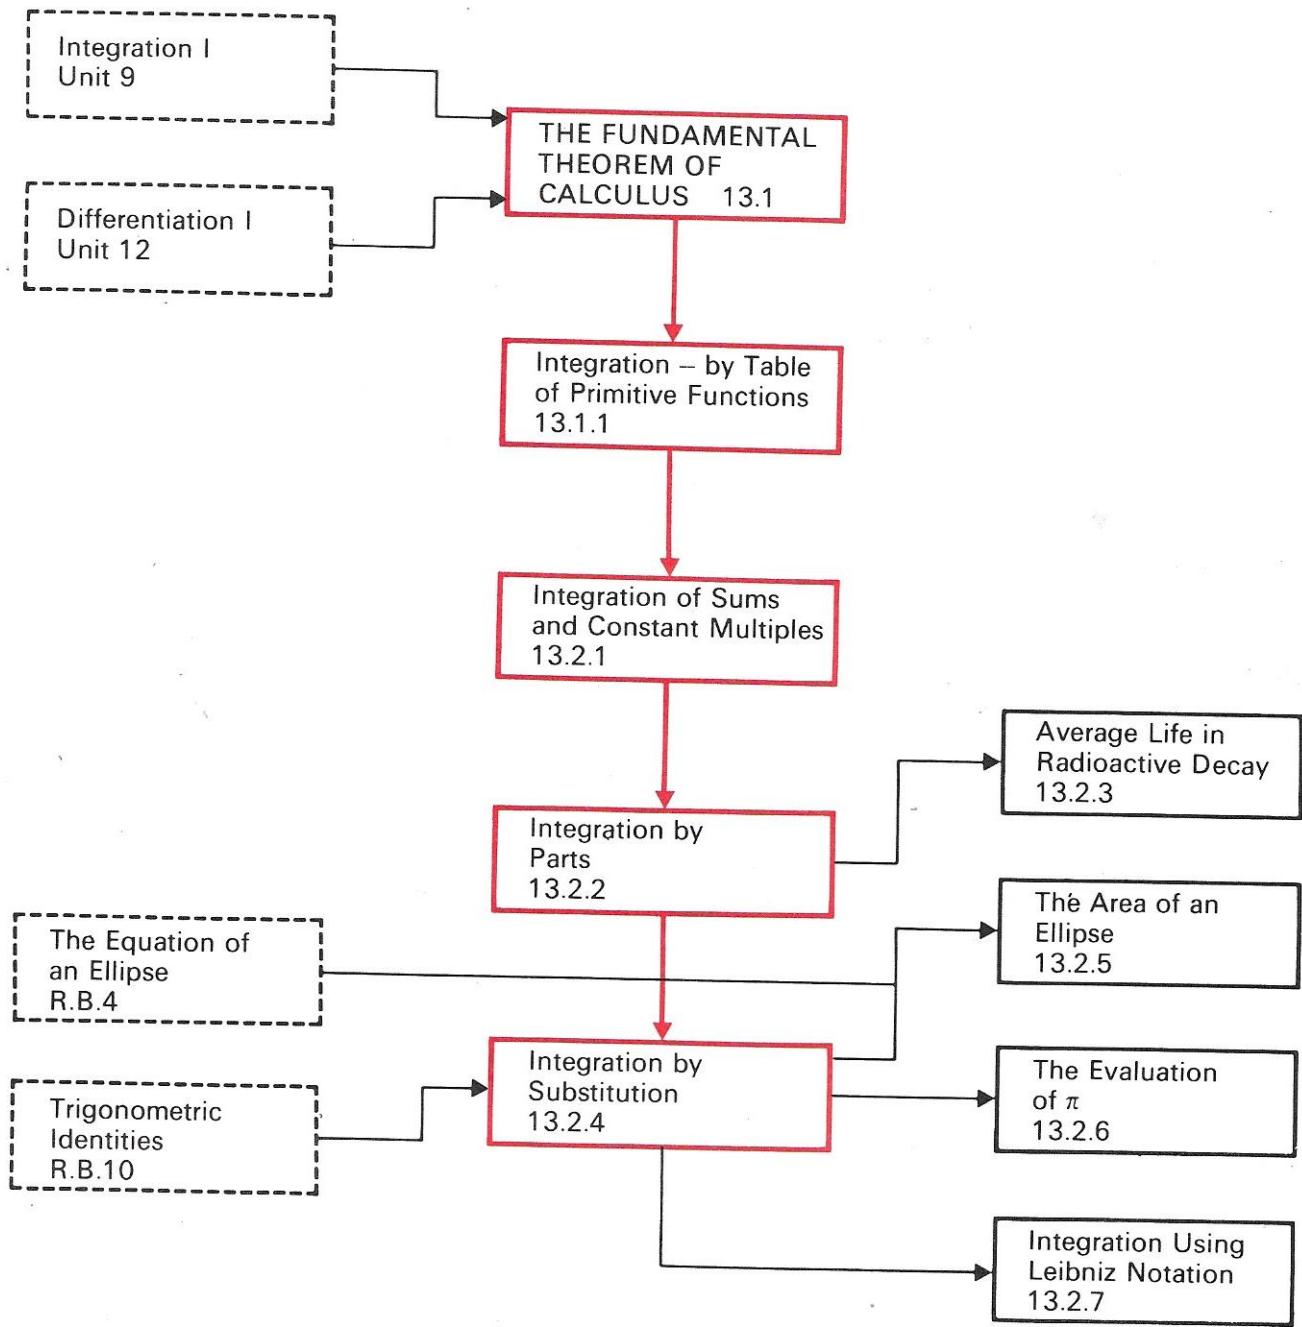 Integration I
Unit 9
THE FUNDAMENTAL
THEOREM OF
CALCULUS 13.1
Differentiation I
Unit 12
Integration – by Table
of Primitive Functions
13.1.1
Integration of Sums
and Constant Multiples
13.2.1
Average Life in
Radioactive Decay
13.2.3
Integration by
Parts
13.2.2
The Area of an
Ellipse
13.2.5
The Equation of
an Ellipse
R.B.4
Integration by
Substitution
13.2.4
The Evaluation
of π
13.2.6
Trigonometric
Identities
R.B.10
Integration Using
Leibniz Notation
13.2.7